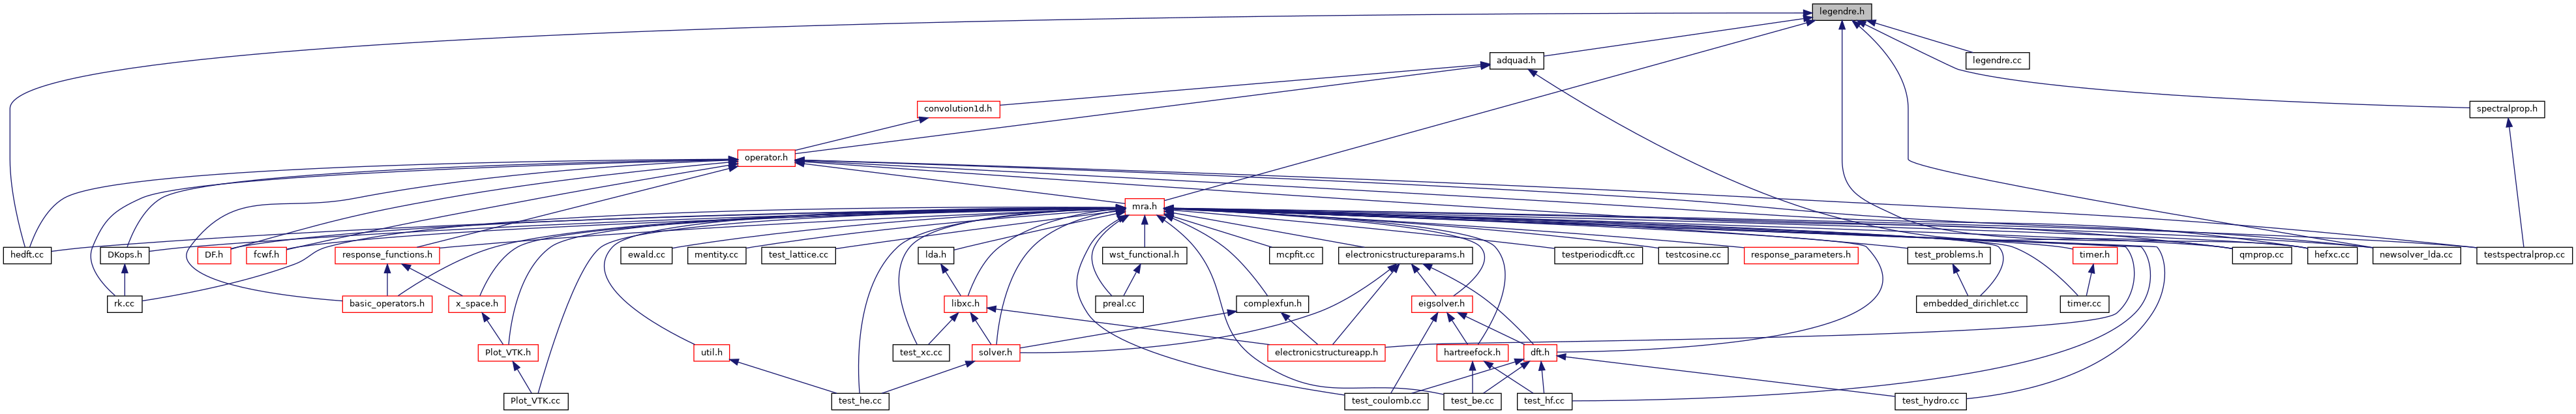 legendre.h
adquad.h
legendre.cc
convolution1d.h
spectralprop.h
operator.h
mra.h
hedft.cc
DKops.h
DF.h
fcwf.h
response_functions.h
ewald.cc
mentity.cc
test_lattice.cc
lda.h
wst_functional.h
mcpfit.cc
electronicstructureparams.h
testperiodicdft.cc
testcosine.cc
response_parameters.h
test_problems.h
timer.h
qmprop.cc
hefxc.cc
newsolver_lda.cc
testspectralprop.cc
rk.cc
basic_operators.h
x_space.h
libxc.h
preal.cc
complexfun.h
eigsolver.h
embedded_dirichlet.cc
timer.cc
Plot_VTK.h
util.h
test_xc.cc
solver.h
electronicstructureapp.h
hartreefock.h
dft.h
Plot_VTK.cc
test_he.cc
test_coulomb.cc
test_be.cc
test_hf.cc
test_hydro.cc